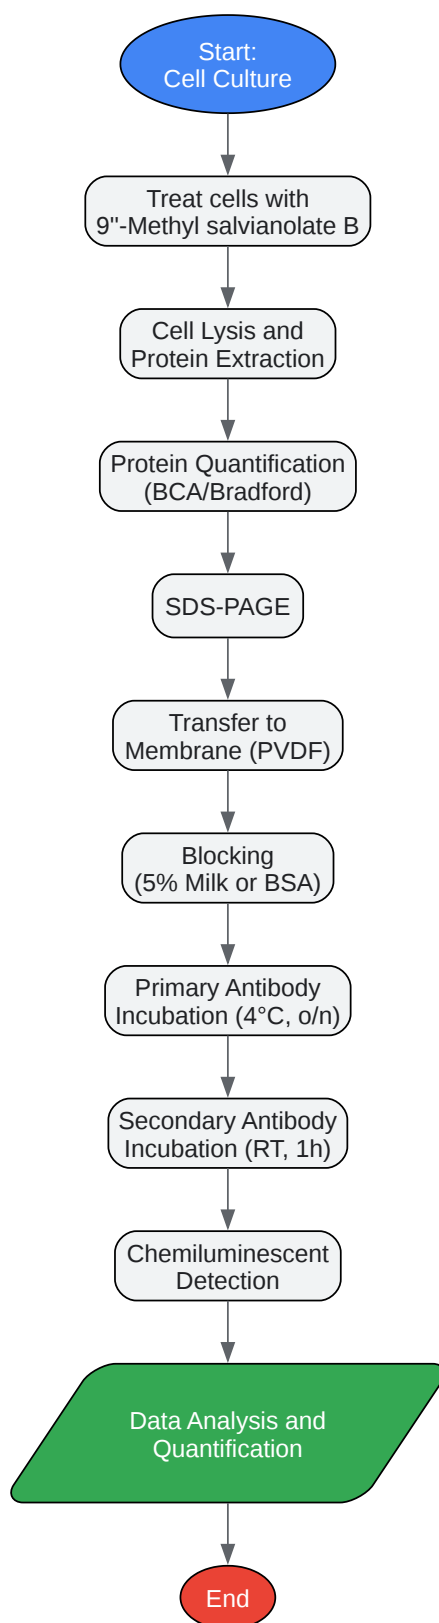 Start:
Cell Culture
Treat cells with
9''-Methyl salvianolate B
Cell Lysis and
Protein Extraction
Protein Quantification
(BCA/Bradford)
SDS-PAGE
Transfer to
Membrane (PVDF)
Blocking
(5% Milk or BSA)
Primary Antibody
Incubation (4°C, o/n)
Secondary Antibody
Incubation (RT, 1h)
Chemiluminescent
Detection
Data Analysis and
Quantification
End